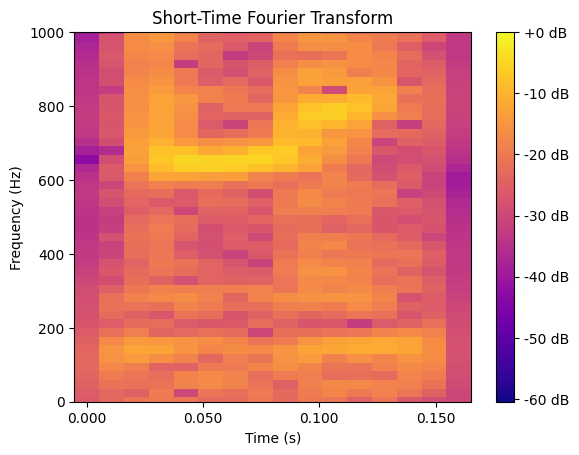 Short-Time Fourier Transform
Frequency (Hz)
1000
800
600
400
200
0
0.000
0.050
0.100
0.150
Time (s)
+0 dB
-10 dB
-20 dB
-30 dB
-40 dB
-50 dB
-60 dB